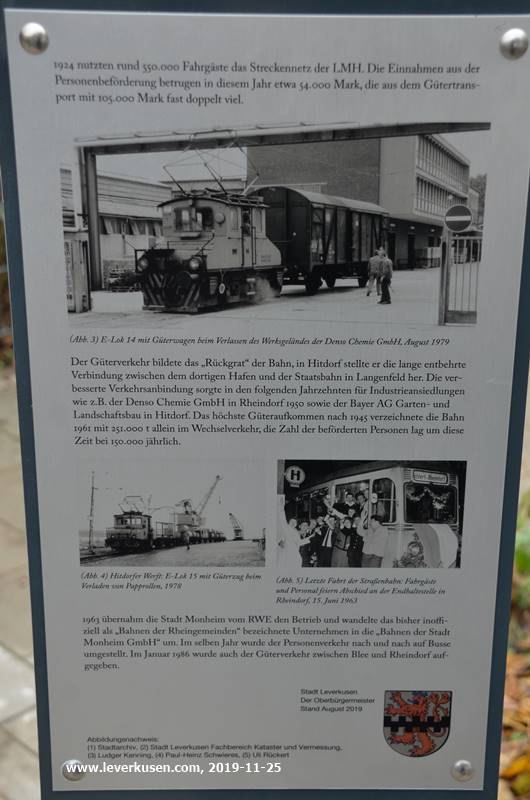 1924 nutzten rund 550.000 Fahrgäste das Streckennetz der LMH. Die Einnahmen aus der
Personenbeförderung betrugen in diesem Jahr etwa 54.000 Mark, die aus dem Gütertrans-
port mit 105.000 Mark fast doppelt viel.
(Abb. 3) E-Lok 14 mit Güterwagen beim Verlassen des Werksgeländes der Denso Chemie GmbH, August 1979
Der Güterverkehr bildete das „Rückgrat“ der Bahn, in Hitdorf stellte er die lange entbehrte
Verbindung zwischen dem dortigen Hafen und der Staatsbahn in Langenfeld her. Die ver-
besserte Verkehrsanbindung sorgte in den folgenden Jahrzehnten für Industrieansiedlungen
wie z.B. der Denso Chemie GmbH in Rheindorf 1950 sowie der Bayer AG Garten- und
Landschaftsbau in Hitdorf. Das höchste Güteraufkommen nach 1945 verzeichnete die Bahn
1961 mit 251.000 t allein im Wechselverkehr, die Zahl der beförderten Personen lag um diese
Zeit bei 150.000 jährlich.
H
(Abb. 4) Hitdorfer Werft: E-Lok 15 mit Güterzug beim
Verladen von Papprollen, 1978
(Abb. 5) Letzte Fahrt der Straßenbahn: Fahrgäste
und Personal feiern Abschied an der Endhaltestelle in
Rheindorf, 15. Juni 1963
1963 übernahm die Stadt Monheim vom RWE den Betrieb und wandelte das bisher inoffi-
ziell als „Bahnen der Rheingemeinden“ bezeichnete Unternehmen in die „Bahnen der Stadt
Monheim GmbH“ um. Im selben Jahr wurde der Personenverkehr nach und nach auf Busse
umgestellt. Im Januar 1986 wurde auch der Güterverkehr zwischen Blee und Rheindorf auf-
gegeben.
Stadt Leverkusen
Der Oberbürgermeister
Stand August 2019
Abbildungenachweis:
(1) Stadtarchiv, (2) Stadt Leverkusen Fachbereich Kataster und Vermessung,
(3) Ludger Kenning, (4) Paul-Heinz Schwieres, (5) Uli Rückert
www.leverkusen.com, 2019-11-25